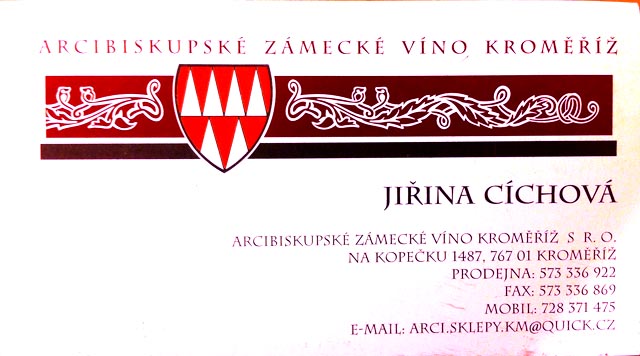 ARCIBISKUPSKÉ ZÁMECKÉ VÍNO KROMĚŘÍŽ
JIŘINA CÍCHOVÁ
ARCIBISKUPSKÉ ZÁMECKÉ VÍNO KROMĚŘÍŽ S R. O.
NA KOPEČKU 1487, 767 01 KROMĚŘÍŽ
PRODEJNA: 573 336 922
FAX: 573 336 869
MOBIL: 728 371 475
E-MAIL: ARCI.SKLEPY.KM@QUICK.CZ